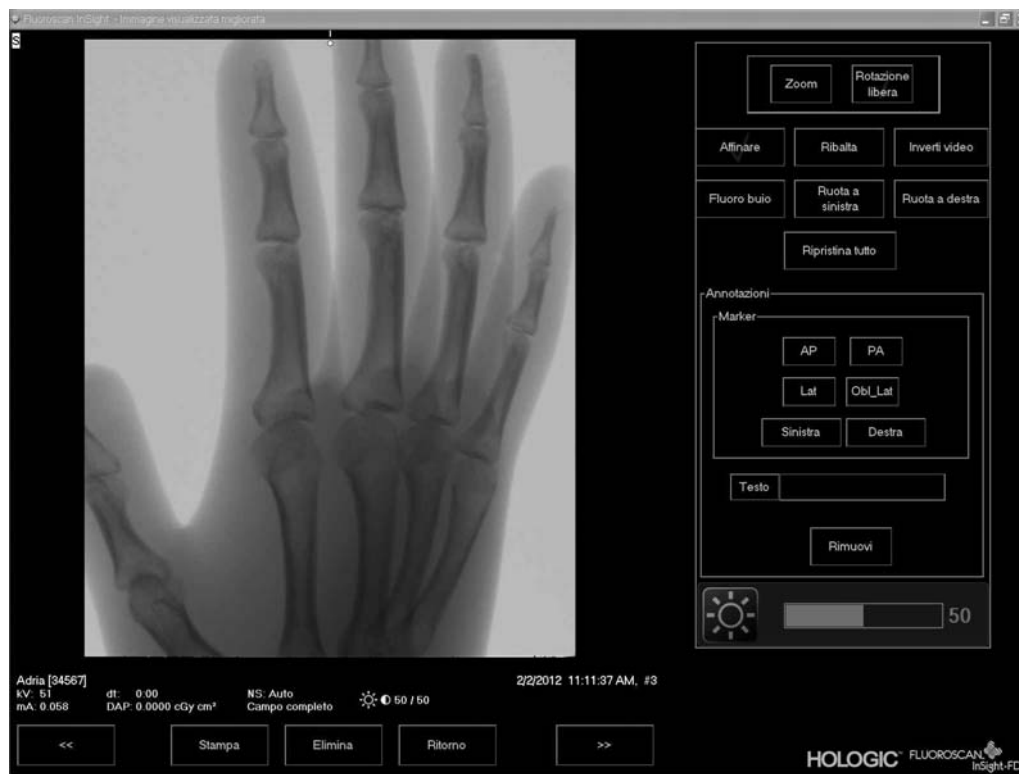 Fluoroscan InSight - Immagine visualizzata migliorata
S
Zoom
Rotazione
libera
Affinare
Ribalta
Inverti video
Fluoro buio
Ruota a
sinistra
Ruota a destra
Ripristina tutto
Annotazioni
Marker
AP
PA
Lat
Obl_Lat
Sinistra
Destra
Testo
Rimuovi
50
Adria [34567]
2/2/2012 11:11:37 AM, #3
kV: 51
dt: 0:00
NS: Auto
50 / 50
mA: 0.058
DAP: 0.0000 cGy cm²
Campo completo
<<
Stampa
Elimina
Ritorno
>>
HOLOGIC™ FLUOROSCAN
InSight-FD